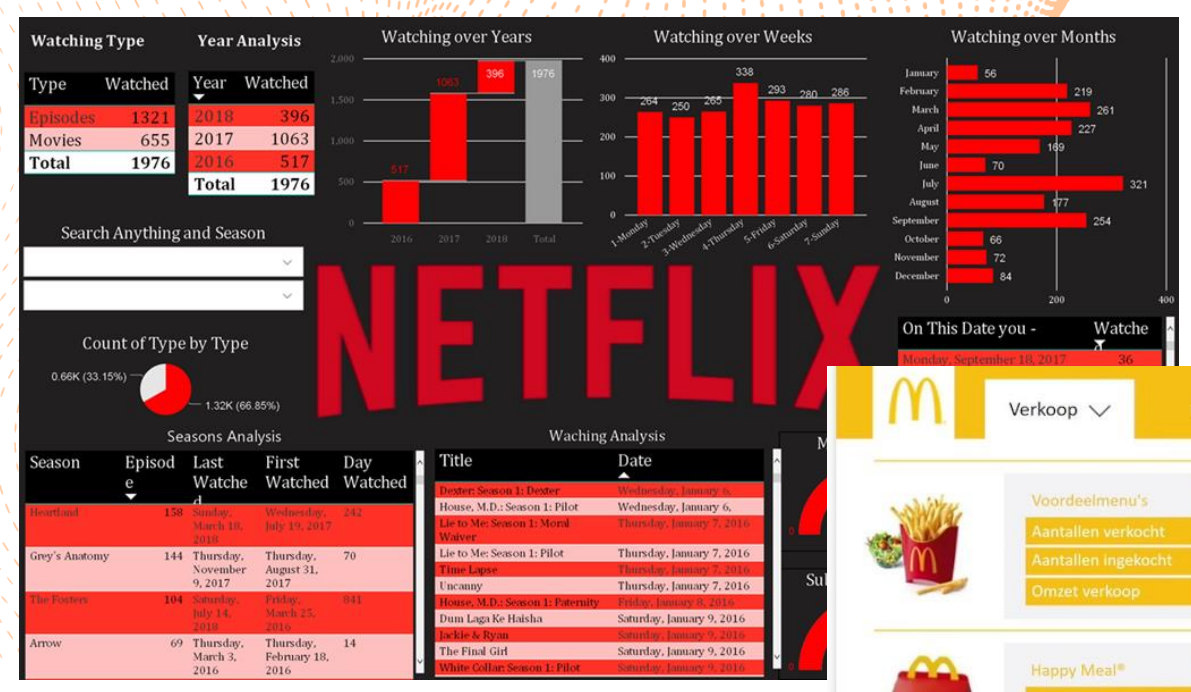 Watching Type
Type Watched
Episodes 1321
Movies 655
Total 1976
Year Analysis
Year Watched
2018 396
2017 1063
2016 517
Total 1976
Watching over Years
2,000
1,500
1,000
500
0
517
1063
396
1976
2016 2017 2018 Total
Watching over Weeks
400
300
200
100
0
264 250 265 338 293 280 286
1-Monday 2-Tuesday 3-Wednesday 4-Thursday 5-Friday 6-Saturday 7-Sunday
Watching over Months
January 56
February 219
March 261
April 227
May 169
June 70
July 321
August 177
September 254
October 66
November 72
December 84
0 200 400
Search Anything and Season
NETFLIX
Count of Type by Type
0.66K (33.15%)
1.32K (66.85%)
On This Date you - Watche
Monday, September 18, 2017 36
Seasons Analysis
Season Episod Last First Day
e Watche Watched Watched
d
Heartland 158 Sunday, Wednesday, 242
March 18, July 19, 2017
2018
Grey's Anatomy 144 Thursday, Thursday, 70
November August 31,
9, 2017 2017
The Fosters 104 Saturday, Friday, 841
July 14, March 25,
2018 2016
Arrow 69 Thursday, Thursday, 14
March 3, February 18,
2016 2016
Waching Analysis
Title Date
Dexter: Season 1: Dexter Wednesday, January 6,
House, M.D.: Season 1: Pilot Wednesday, January 6,
Lie to Me: Season 1: Moral Thursday, January 7, 2016
Waiver
Lie to Me: Season 1: Pilot Thursday, January 7, 2016
Time Lapse Thursday, January 7, 2016
Uncanny Thursday, January 7, 2016
House, M.D.: Season 1: Paternity Friday, January 8, 2016
Dum Laga Ke Haisha Saturday, January 9, 2016
Jackie & Ryan Saturday, January 9, 2016
The Final Girl Saturday, January 9, 2016
White Collar: Season 1: Pilot Saturday, January 9, 2016
M
0
Sul
0
Verkoop
Voordeelmenu's
Aantallen verkocht
Aantallen ingekocht
Omzet verkoop
Happy Meal®